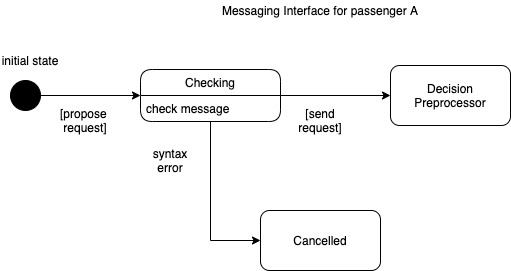 Messaging Interface for passenger A
initial state
Checking
check message
Decision
Preprocessor
[propose
request]
[send
request]
syntax
error
Cancelled